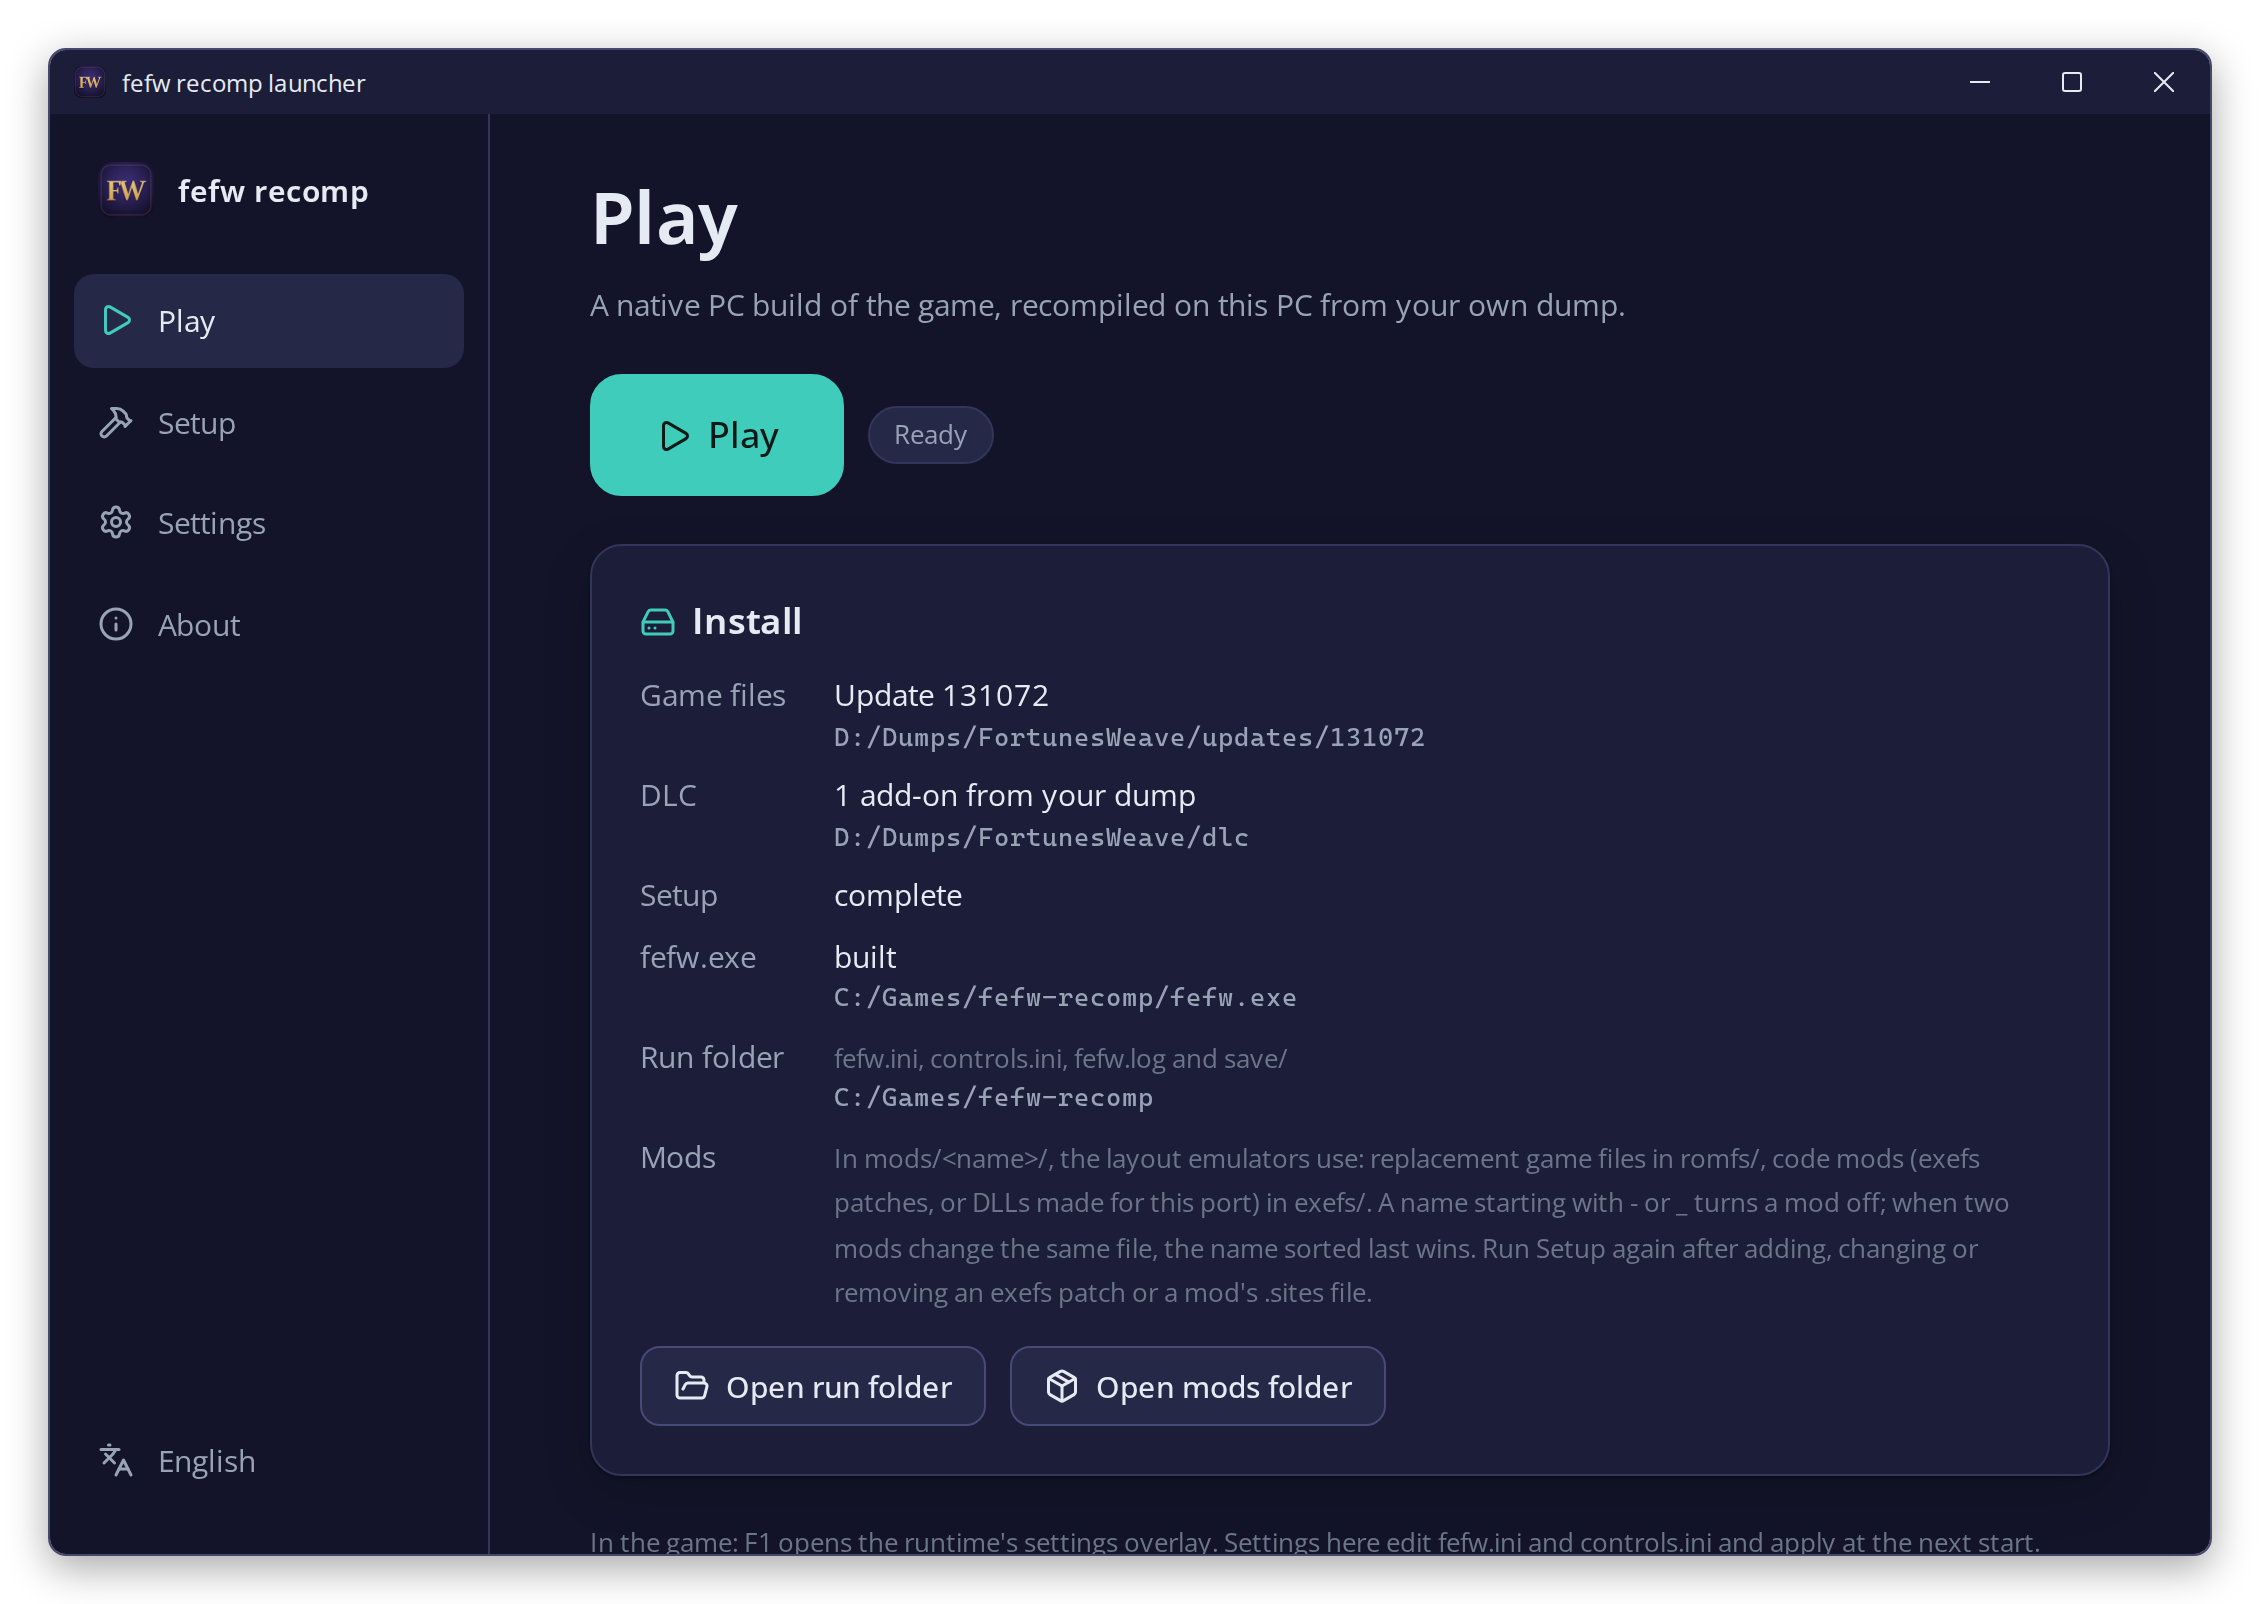 FW fefw recomp launcher
FW fefw recomp
Play
Setup
Settings
About
English
Play
A native PC build of the game, recompiled on this PC from your own dump.
Play Ready
Install
Game files Update 131072
D:/Dumps/FortunesWeave/updates/131072
DLC 1 add-on from your dump
D:/Dumps/FortunesWeave/dlc
Setup complete
fefw.exe built
C:/Games/fefw-recomp/fefw.exe
Run folder fefw.ini, controls.ini, fefw.log and save/
C:/Games/fefw-recomp
Mods In mods/<name>/, the layout emulators use: replacement game files in romfs/, code mods (exefs
patches, or DLLs made for this port) in exefs/. A name starting with - or _ turns a mod off; when two
mods change the same file, the name sorted last wins. Run Setup again after adding, changing or
removing an exefs patch or a mod's .sites file.
Open run folder Open mods folder
In the game: F1 opens the runtime's settings overlay. Settings here edit fefw.ini and controls.ini and apply at the next start.